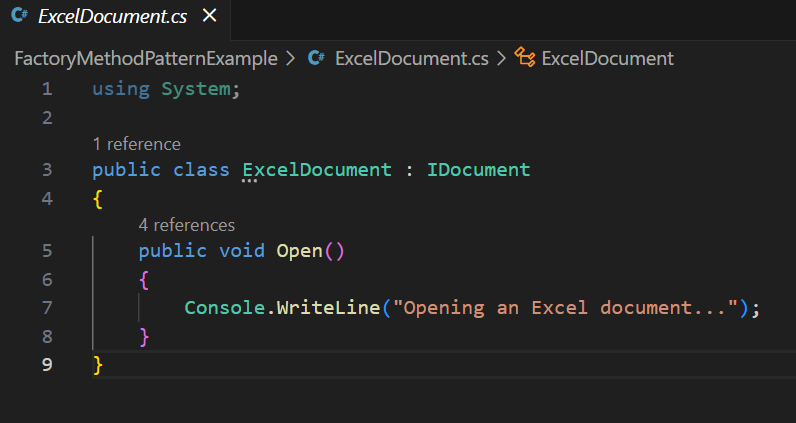 C# ExcelDocument.cs ×
FactoryMethodPatternExample > C# ExcelDocument.cs > ExcelDocument
1 using System;
2
1 reference
3 public class ExcelDocument : IDocument
4 {
4 references
5 public void Open()
6 {
7 Console.WriteLine("Opening an Excel document...");
8 }
9 }